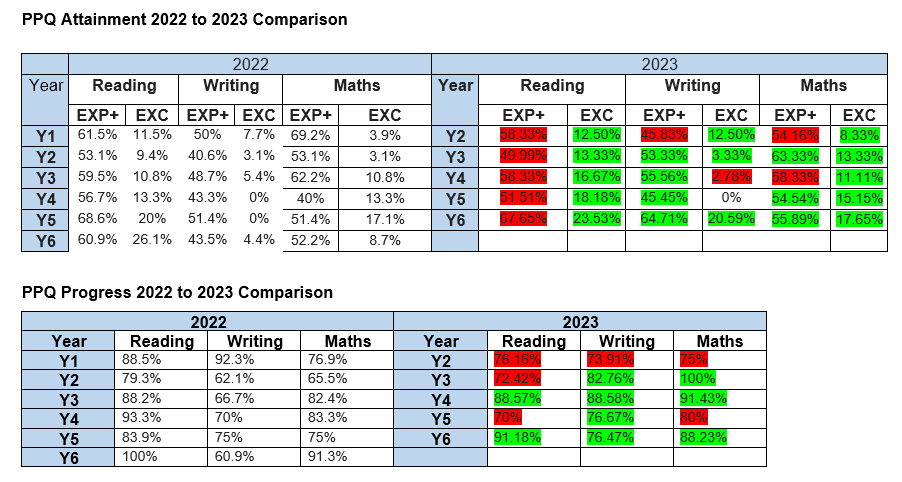 PPQ Attainment 2022 to 2023 Comparison
2022 2023
Year Reading Writing Maths Year Reading Writing Maths
EXP+ EXC EXP+ EXC EXP+ EXC EXP+ EXC EXP+ EXC EXP+ EXC
Y1 61.5% 11.5% 50% 7.7% 69.2% 3.9% Y2 58.33% 12.50% 45.83% 12.50% 54.16% 8.33%
Y2 53.1% 9.4% 40.6% 3.1% 53.1% 3.1% Y3 49.99% 13.33% 53.33% 3.33% 63.33% 13.33%
Y3 59.5% 10.8% 48.7% 5.4% 62.2% 10.8% Y4 58.33% 16.67% 55.56% 2.78% 58.33% 11.11%
Y4 56.7% 13.3% 43.3% 0% 40% 13.3% Y5 51.51% 18.18% 45.45% 0% 54.54% 15.15%
Y5 68.6% 20% 51.4% 0% 51.4% 17.1% Y6 67.65% 23.53% 64.71% 20.59% 55.89% 17.65%
Y6 60.9% 26.1% 43.5% 4.4% 52.2% 8.7%
PPQ Progress 2022 to 2023 Comparison
2022 2023
Year Reading Writing Maths Year Reading Writing Maths
Y1 88.5% 92.3% 76.9% Y2 76.16% 73.91% 75%
Y2 79.3% 62.1% 65.5% Y3 72.42% 82.76% 100%
Y3 88.2% 66.7% 82.4% Y4 88.57% 88.58% 91.43%
Y4 93.3% 70% 83.3% Y5 70% 76.67% 80%
Y5 83.9% 75% 75% Y6 91.18% 76.47% 88.23%
Y6 100% 60.9% 91.3%